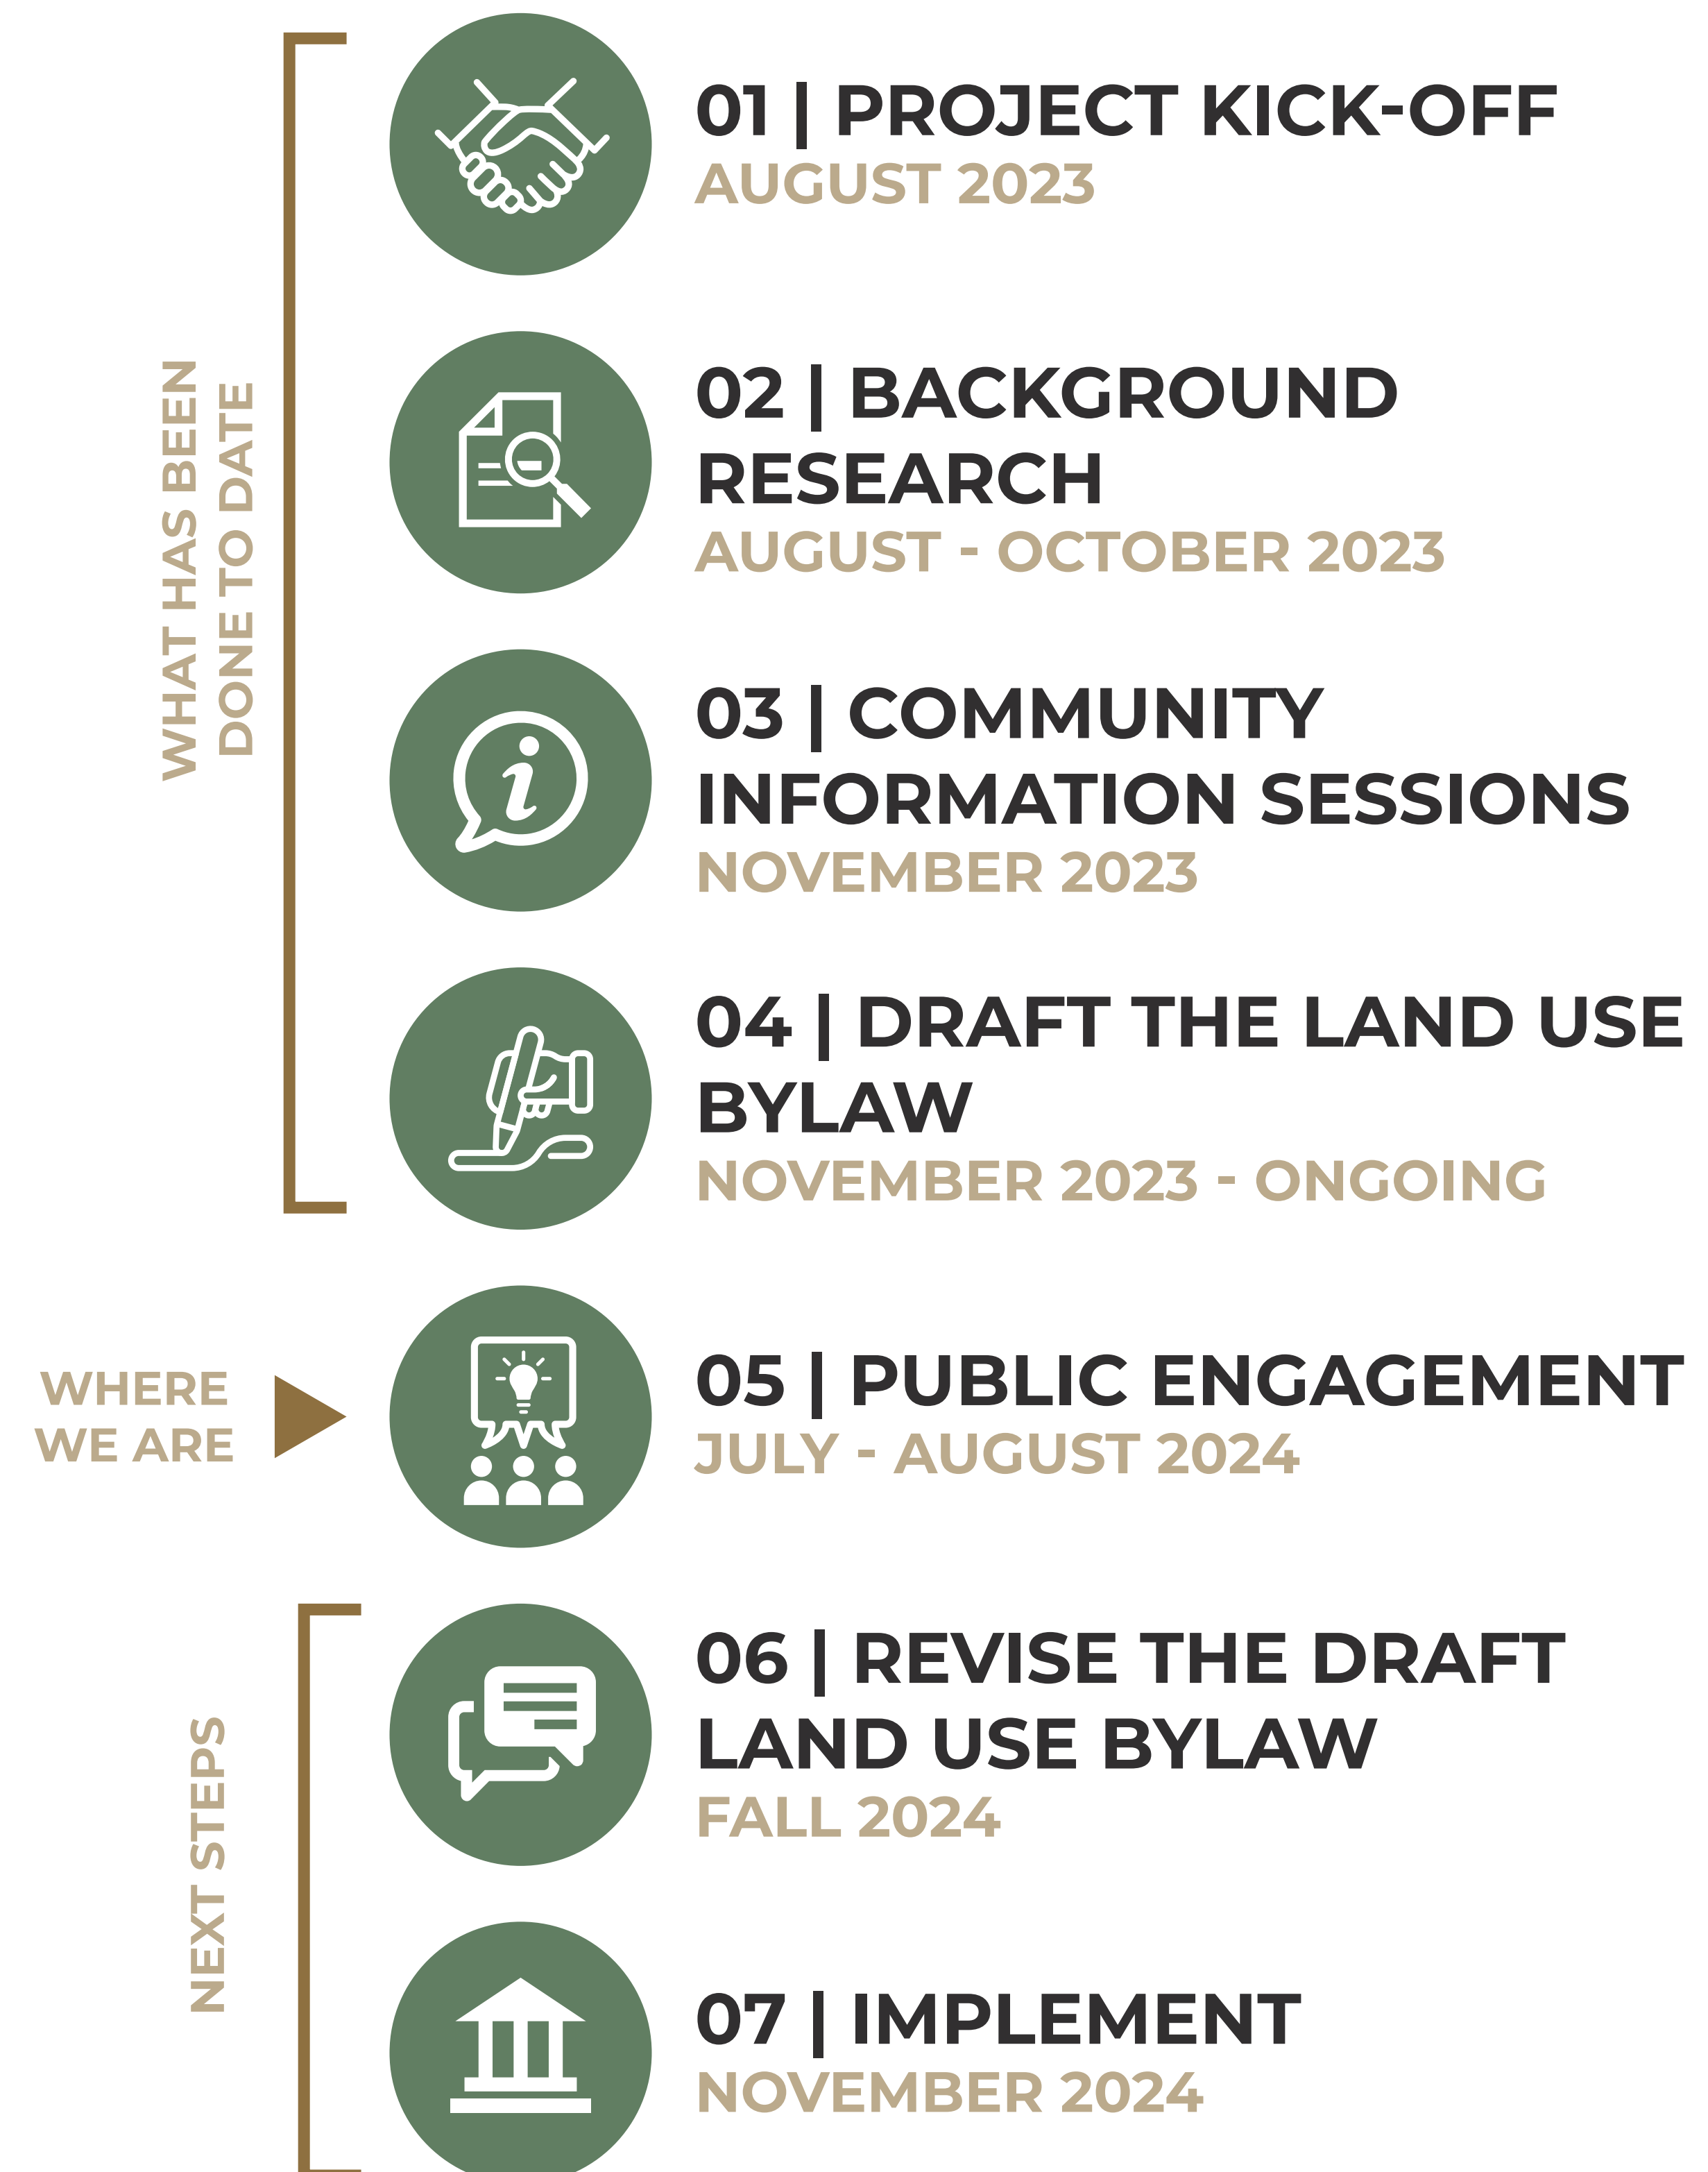 WHAT HAS BEEN
DONE TO DATE
01 | PROJECT KICK-OFF
AUGUST 2023
02 | BACKGROUND
RESEARCH
AUGUST - OCTOBER 2023
03 | COMMUNITY
INFORMATION SESSIONS
NOVEMBER 2023
04 | DRAFT THE LAND USE
BYLAW
NOVEMBER 2023 - ONGOING
WHERE
WE ARE
05 | PUBLIC ENGAGEMENT
JULY - AUGUST 2024
NEXT STEPS
06 | REVISE THE DRAFT
LAND USE BYLAW
FALL 2024
07 | IMPLEMENT
NOVEMBER 2024